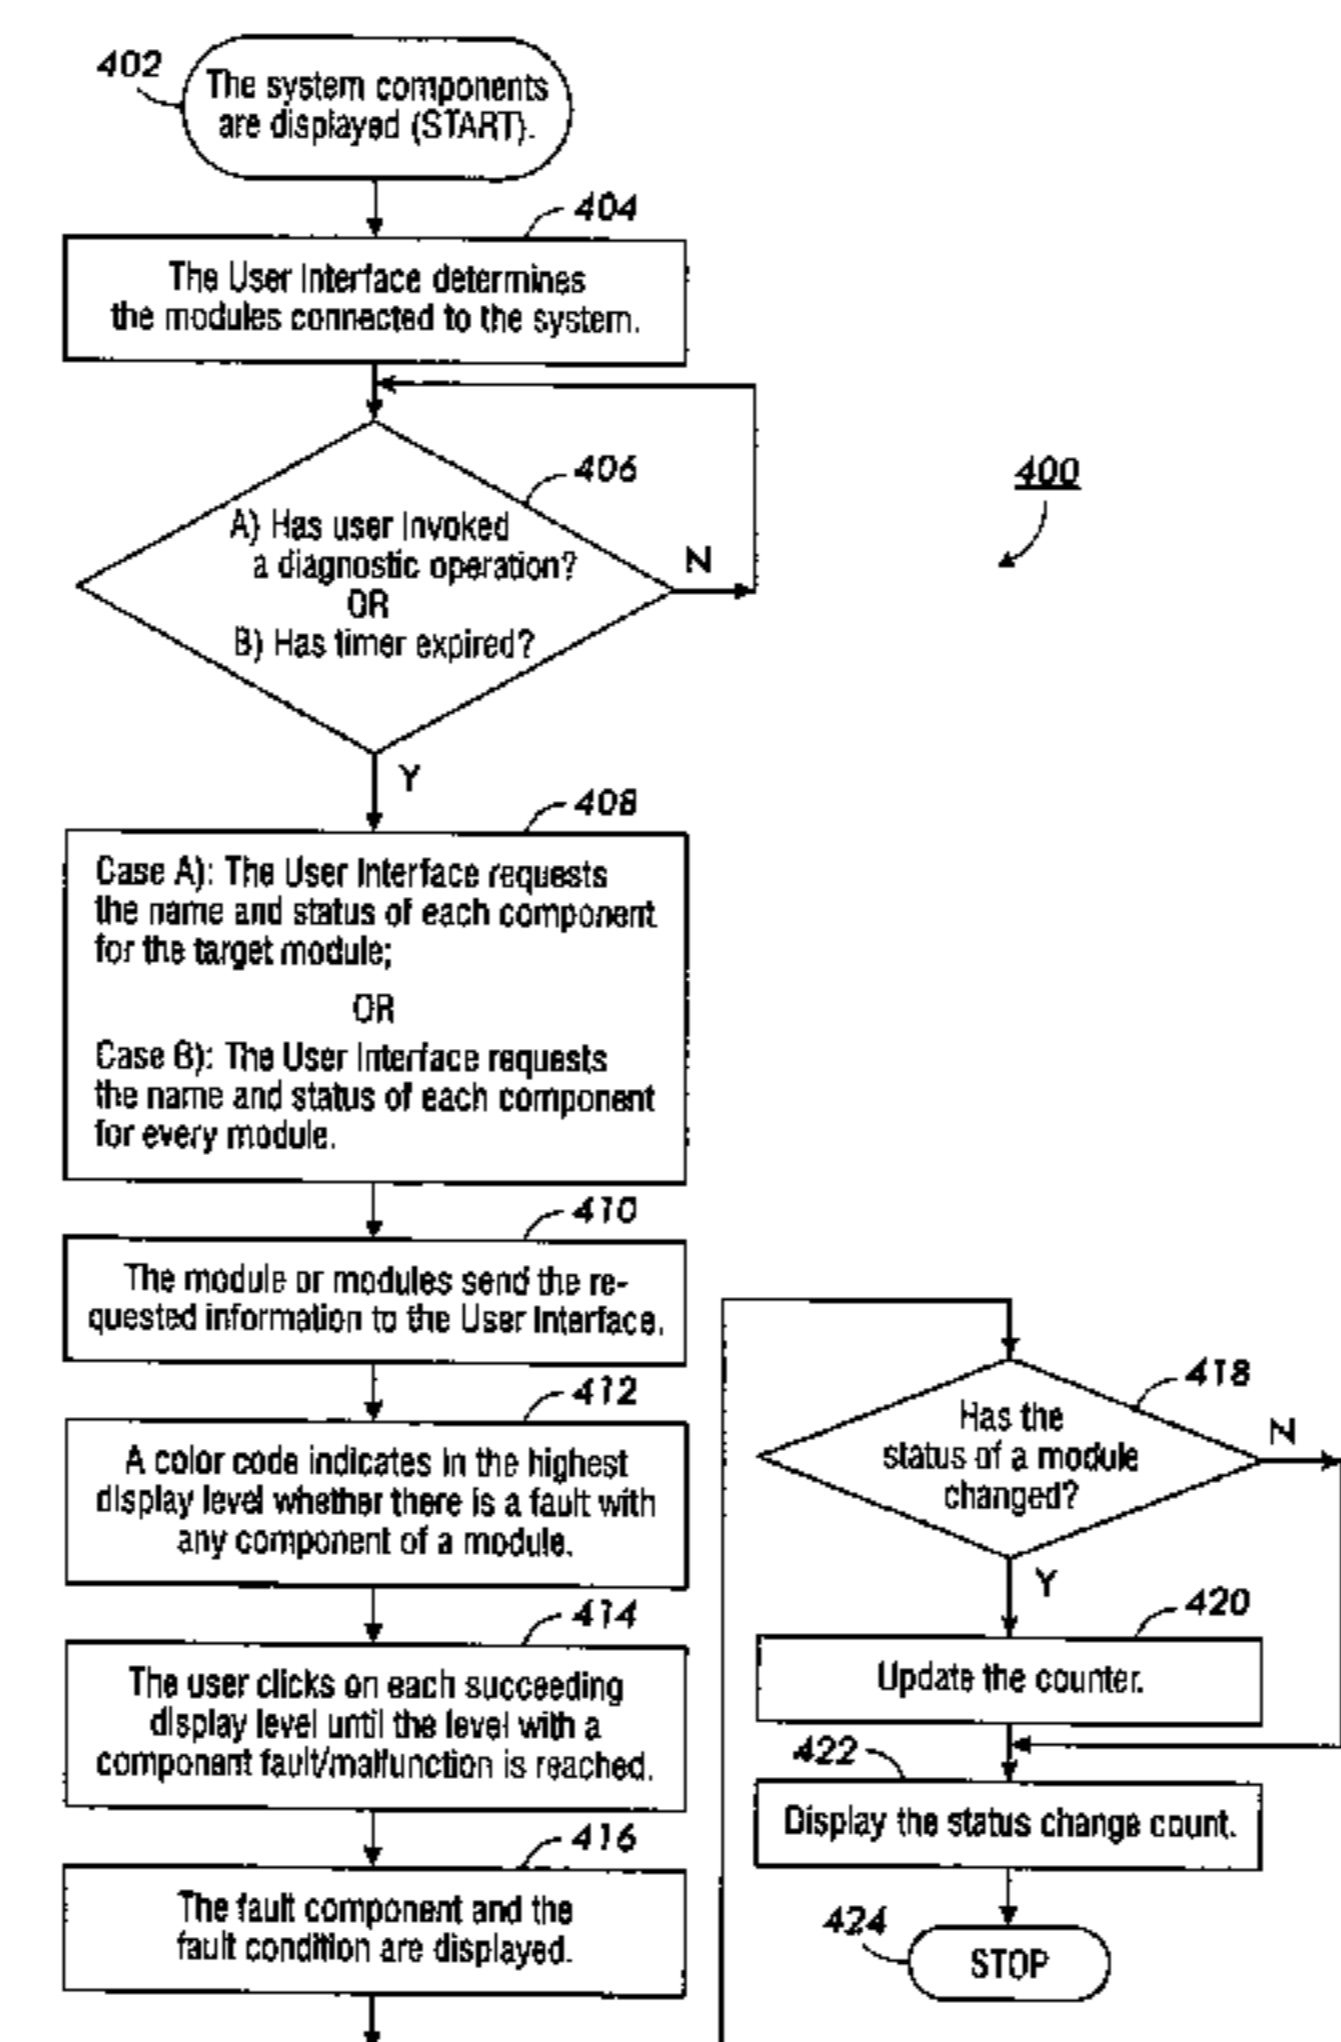 402
The system components
are displayed (START).
404
The User Interface determines
the modules connected to the system.
406
A) Has user invoked
a diagnostic operation?
OR
B) Has timer expired?
N
Y
400
408
Case A): The User Interface requests
the name and status of each component
for the target module;
OR
Case B): The User Interface requests
the name and status of each component
for every module.
410
The module or modules send the re-
quested information to the User Interface.
412
A color code indicates in the highest
display level whether there is a fault with
any component of a module.
414
The user clicks on each succeeding
display level until the level with a
component fault/malfunction is reached.
416
The fault component and the
fault condition are displayed.
418
Has the
status of a module
changed?
N
Y
420
Update the counter.
422
Display the status change count.
424
STOP